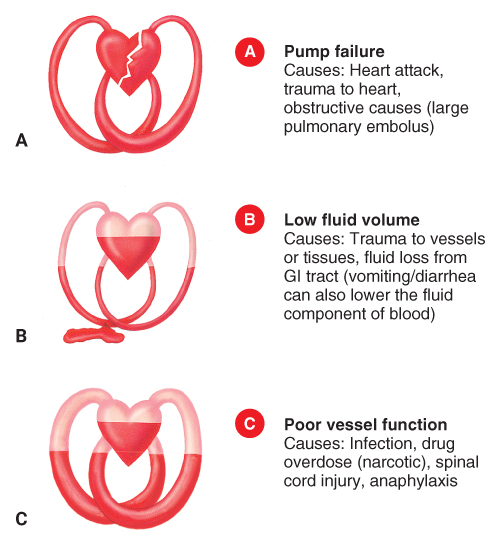 A
A
Pump failure
Causes: Heart attack,
trauma to heart,
obstructive causes (large
pulmonary embolus)
B
B
Low fluid volume
Causes: Trauma to vessels
or tissues, fluid loss from
GI tract (vomiting/diarrhea
can also lower the fluid
component of blood)
C
C
Poor vessel function
Causes: Infection, drug
overdose (narcotic), spinal
cord injury, anaphylaxis